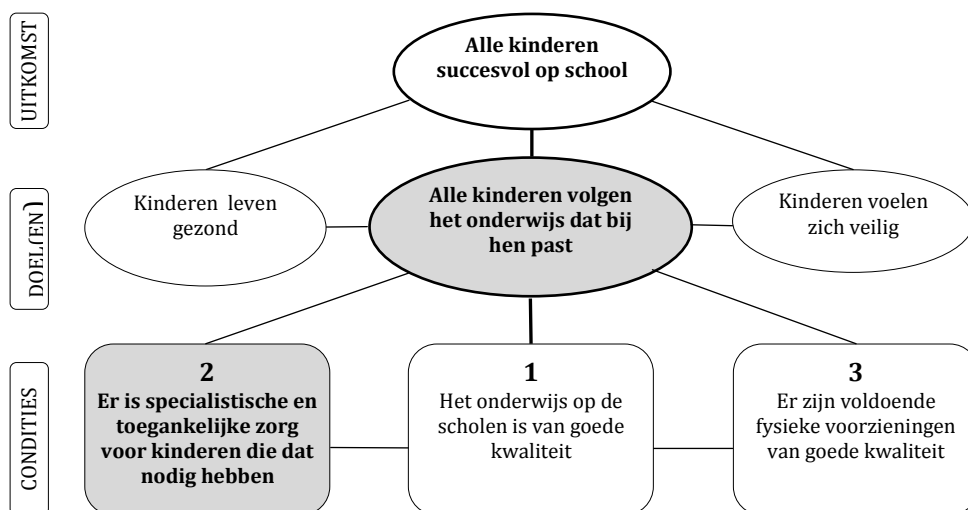 UITKOMST
Alle kinderen
succesvol op school
DOEL(EN)
Kinderen leven
gezond
Alle kinderen volgen
het onderwijs dat bij
hen past
Kinderen voelen
zich veilig
CONDITIES
2
Er is specialistische en
toegankelijke zorg
voor kinderen die dat
nodig hebben
1
Het onderwijs op de
scholen is van goede
kwaliteit
3
Er zijn voldoende
fysieke voorzieningen
van goede kwaliteit